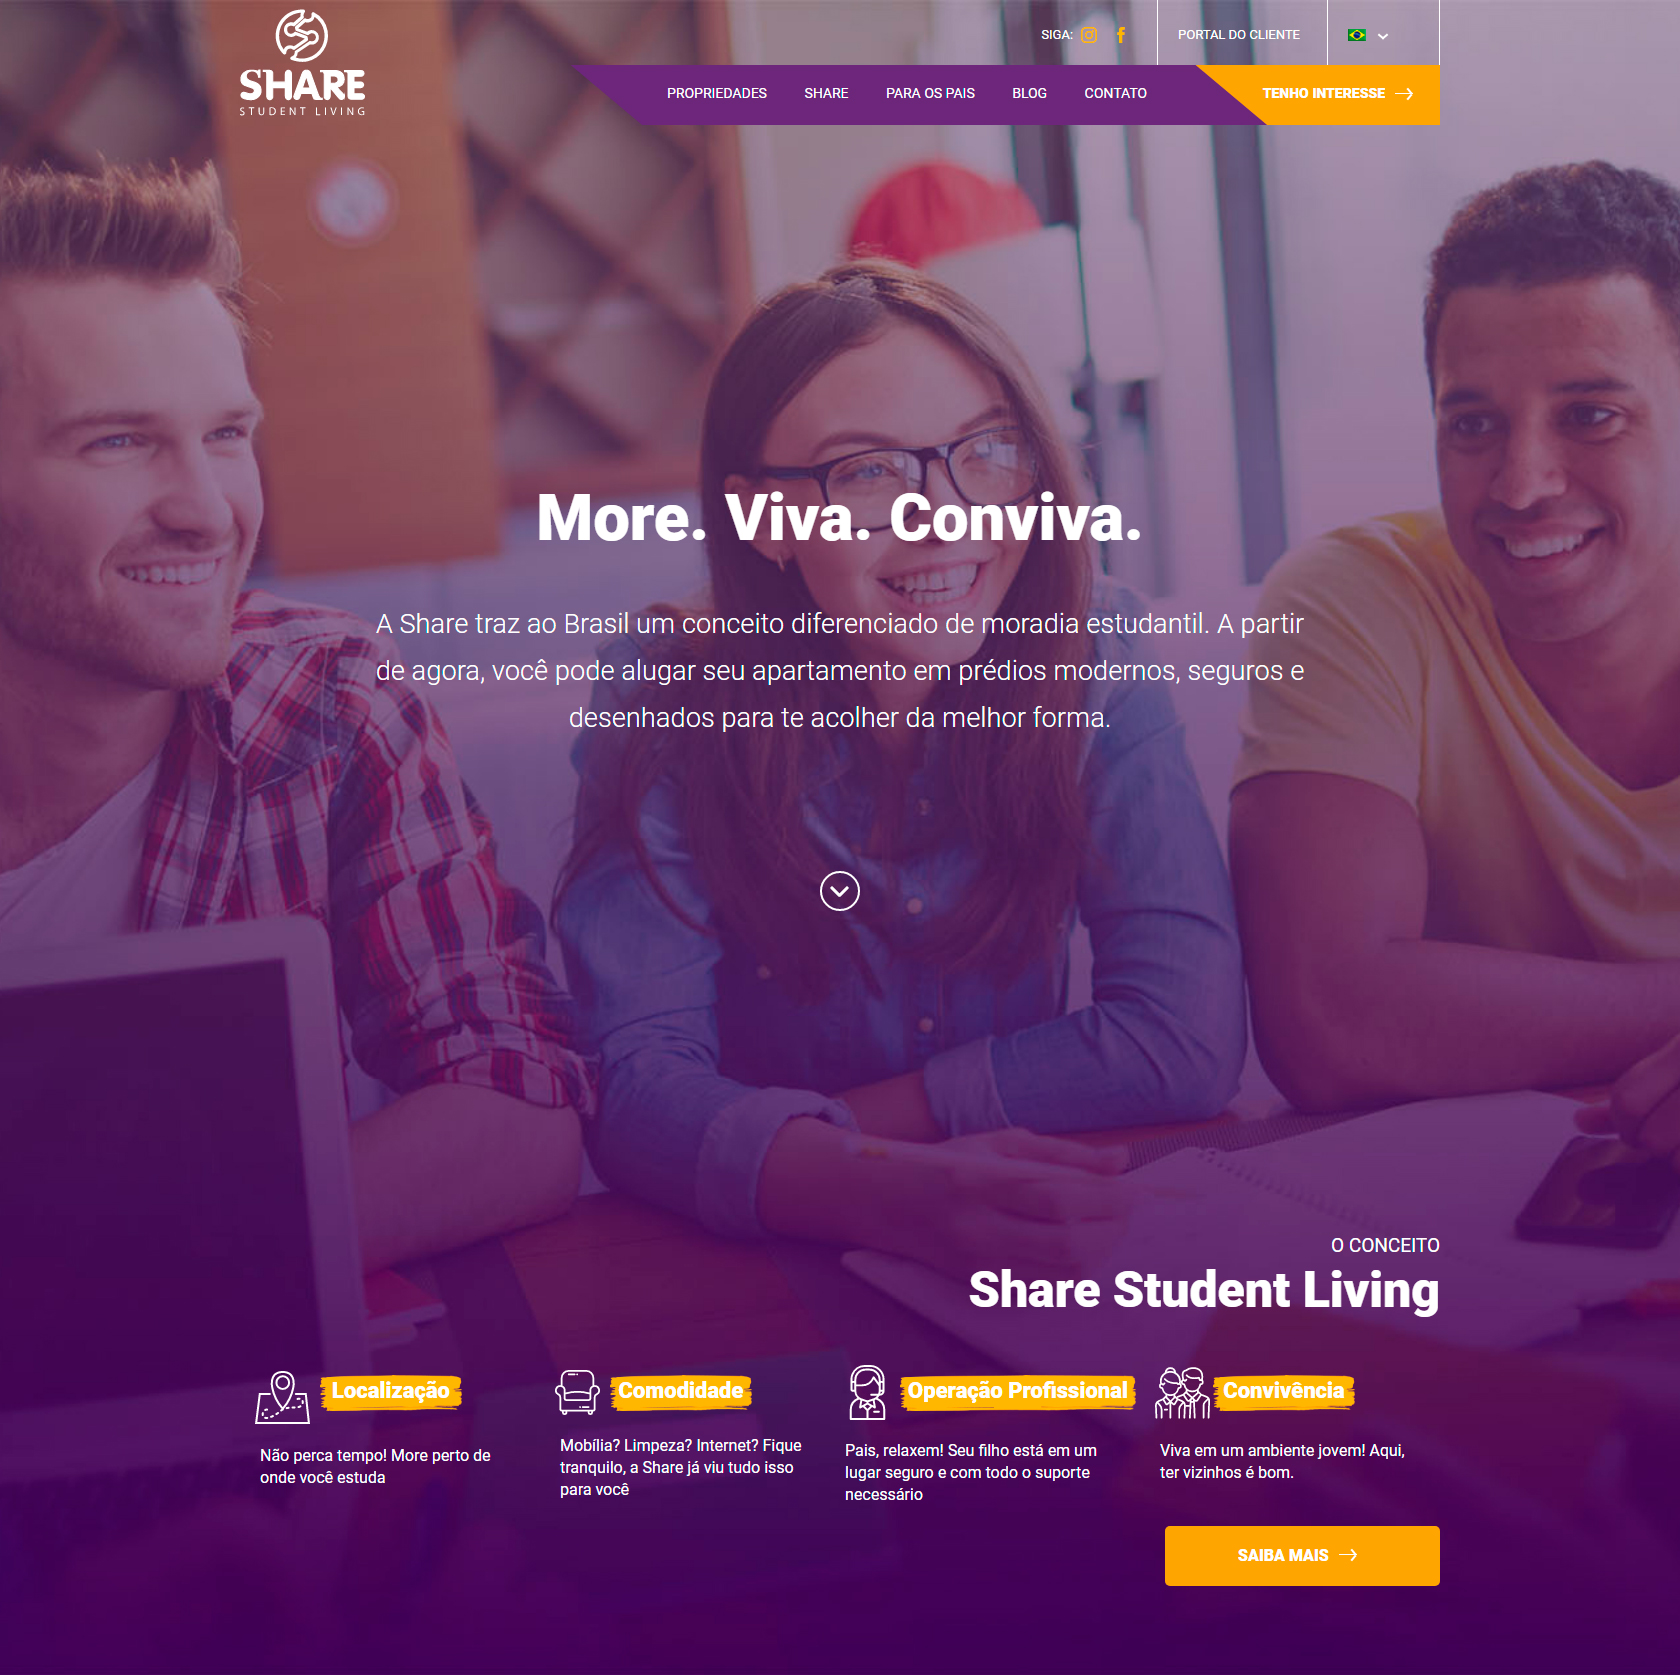 SHARE
STUDENT LIVING
SIGA:
PORTAL DO CLIENTE
PROPRIEDADES
SHARE
PARA OS PAIS
BLOG
CONTATO
TENHO INTERESSE
More. Viva. Conviva.
A Share traz ao Brasil um conceito diferenciado de moradia estudantil. A partir
de agora, você pode alugar seu apartamento em prédios modernos, seguros e
desenhados para te acolher da melhor forma.
O CONCEITO
Share Student Living
Localização
Não perca tempo! More perto de
onde você estuda
Comodidade
Mobília? Limpeza? Internet? Fique
tranquilo, a Share já viu tudo isso
para você
Operação Profissional
Pais, relaxem! Seu filho está em um
lugar seguro e com todo o suporte
necessário
Convivência
Viva em um ambiente jovem! Aqui,
ter vizinhos é bom.
SAIBA MAIS